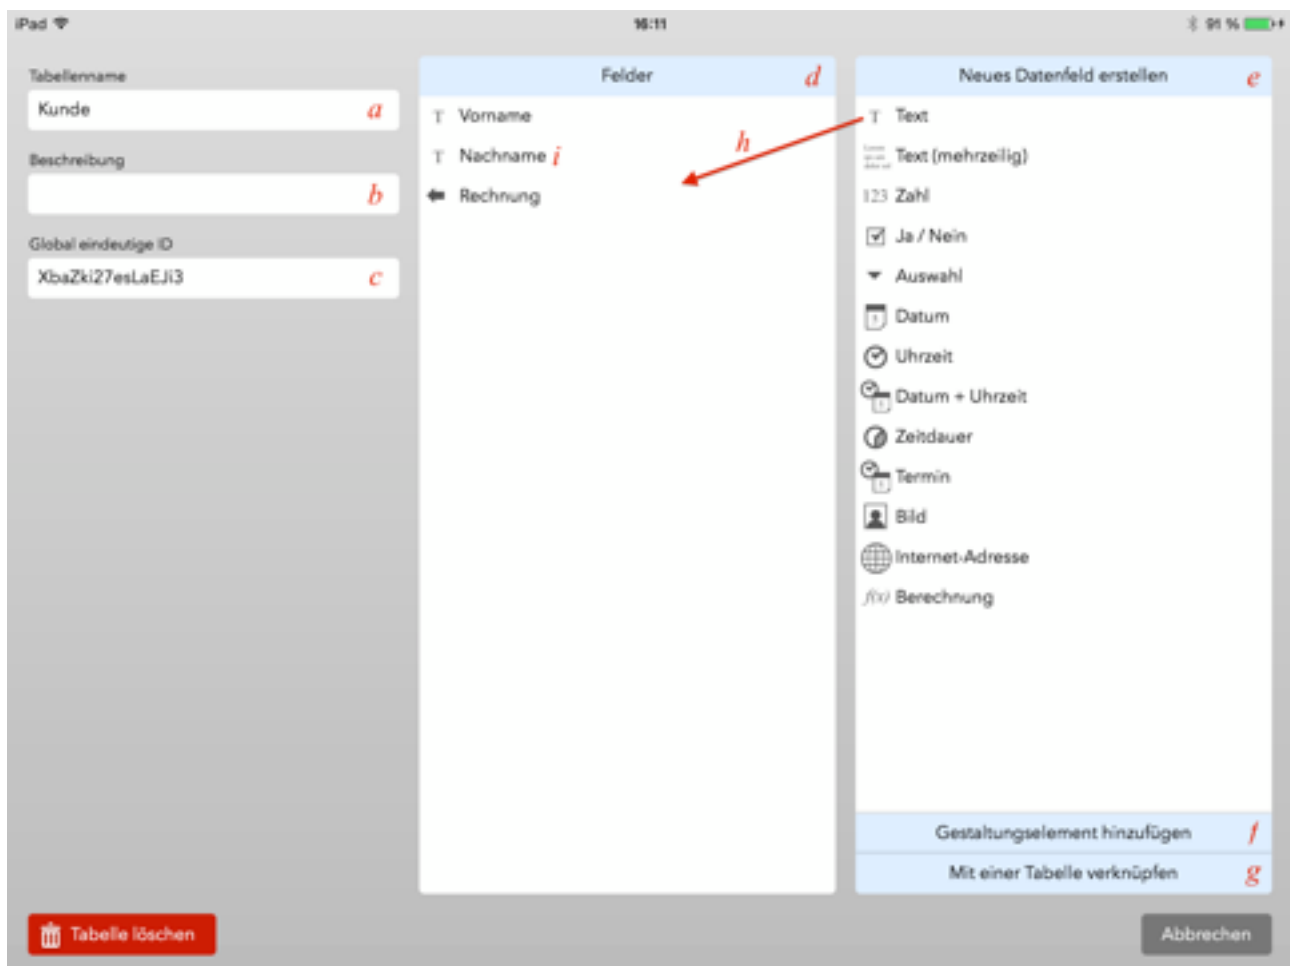 iPad 16:11 91 %
Tabellenname
Kunde a
Beschreibung
b
Global eindeutige ID
XbaZki27esLaEJi3 c
Felder d
T Vorname
T Nachname i
Rechnung
h
Neues Datenfeld erstellen e
T Text
Text (mehrzeilig)
123 Zahl
Ja / Nein
Auswahl
Datum
Uhrzeit
Datum + Uhrzeit
Zeitdauer
Termin
Bild
Internet-Adresse
f(x) Berechnung
Gestaltungselement hinzufügen f
Mit einer Tabelle verknüpfen g
Tabelle löschen
Abbrechen